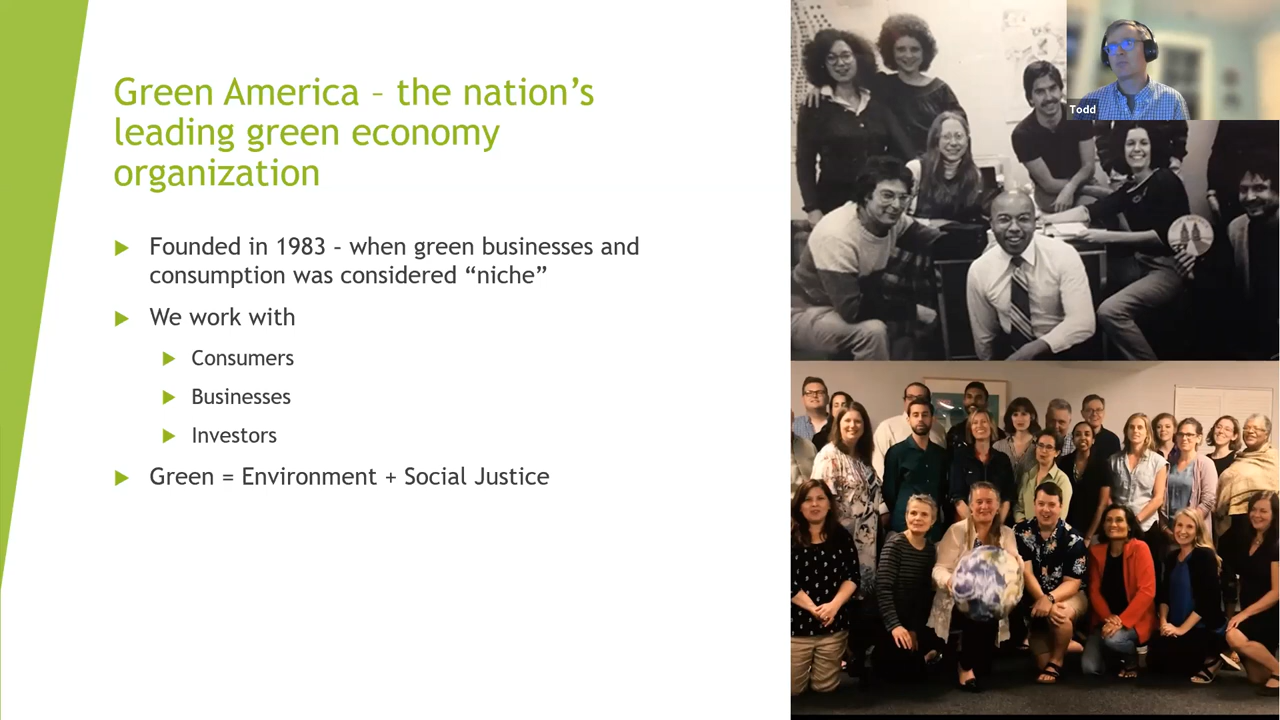 Green America – the nation's
leading green economy
organization
Founded in 1983 – when green businesses and
consumption was considered “niche”
We work with
Consumers
Businesses
Investors
Green = Environment + Social Justice
Todd